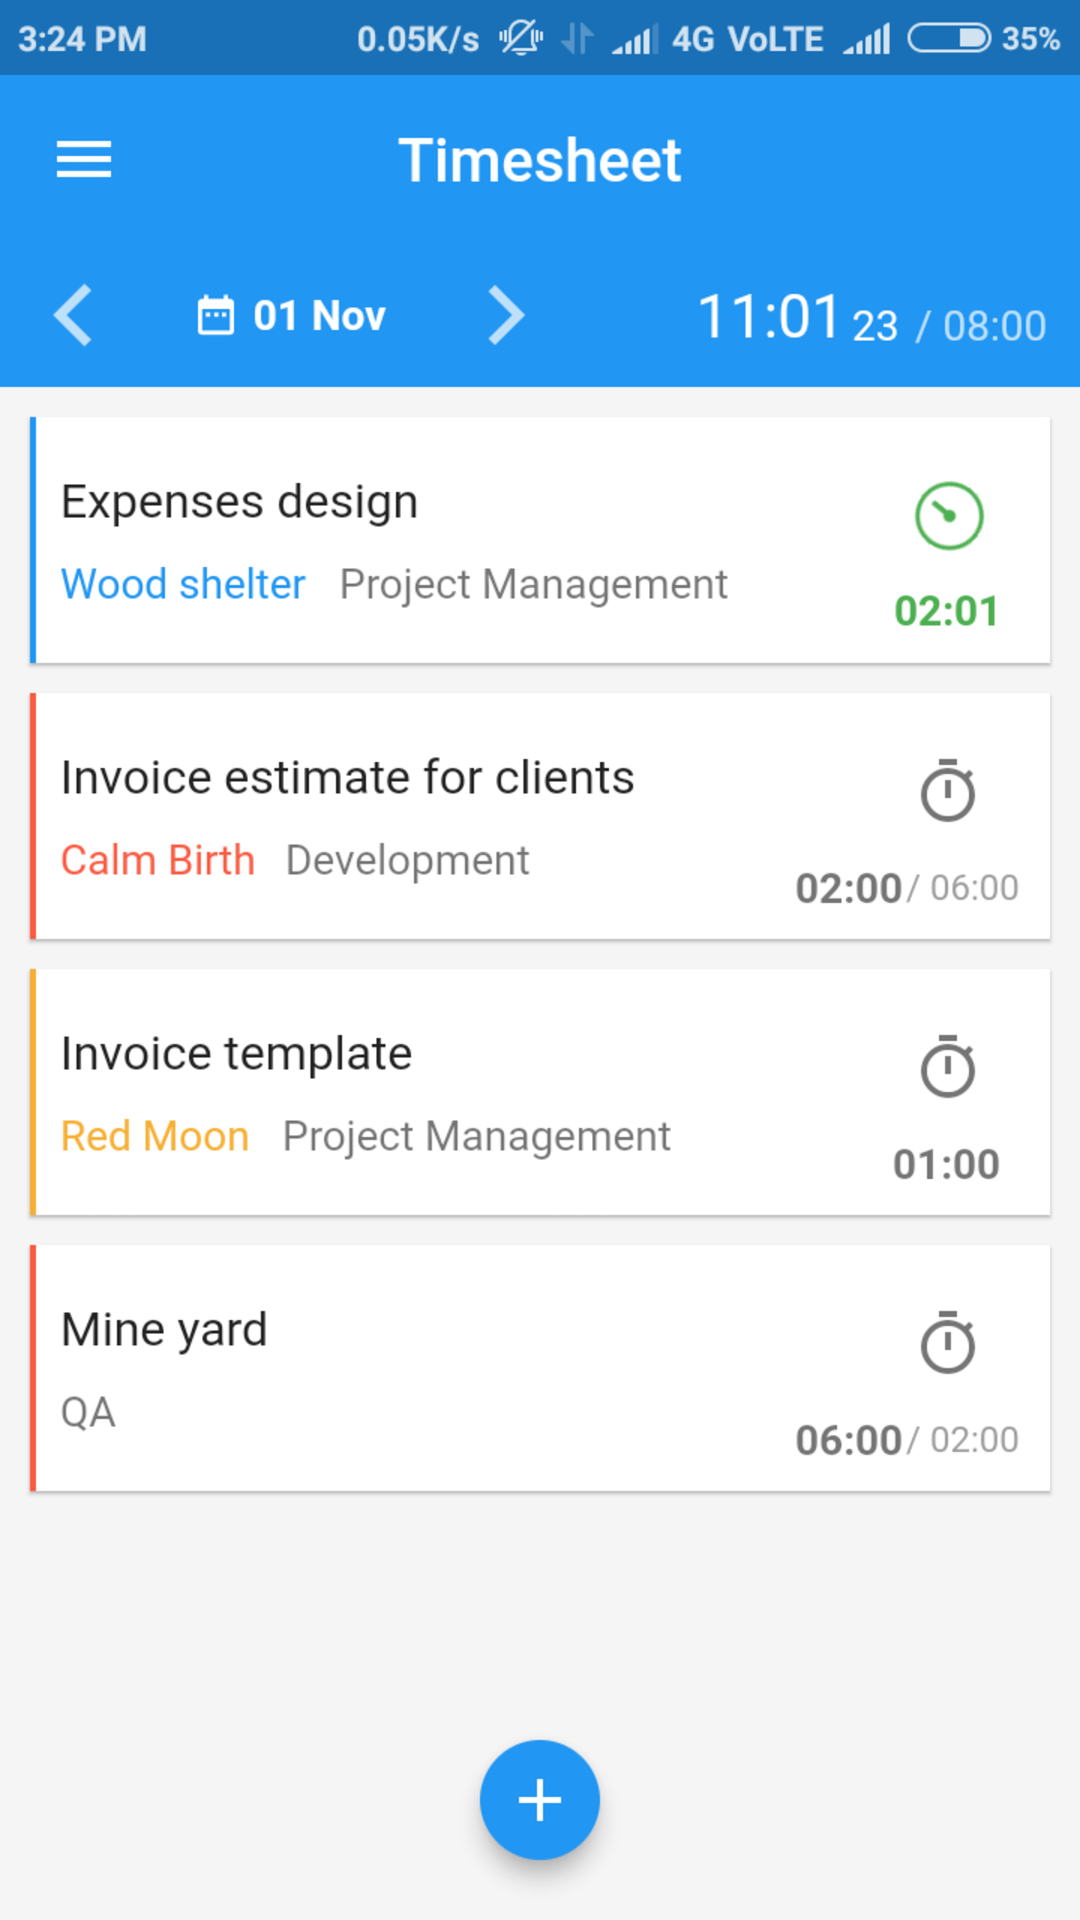 3:24 PM 0.05K/s 4G VoLTE 35%
Timesheet
01 Nov 11:01 23 / 08:00
Expenses design
Wood shelter Project Management
02:01
Invoice estimate for clients
Calm Birth Development
02:00/ 06:00
Invoice template
Red Moon Project Management
01:00
Mine yard
QA
06:00/ 02:00